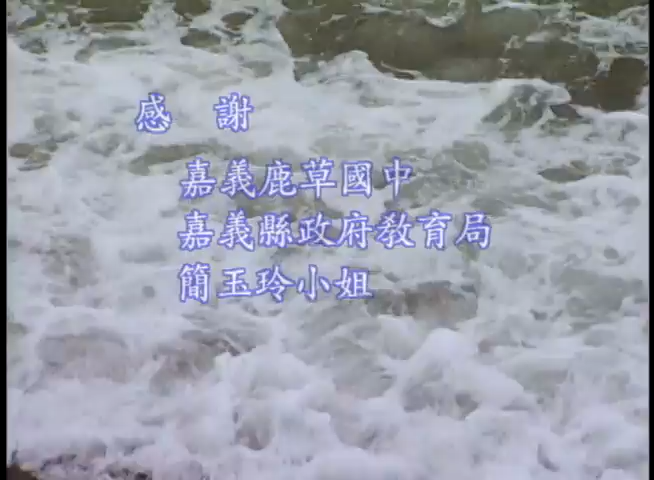 感　謝
嘉義鹿草國中
嘉義縣政府教育局
簡玉玲小姐